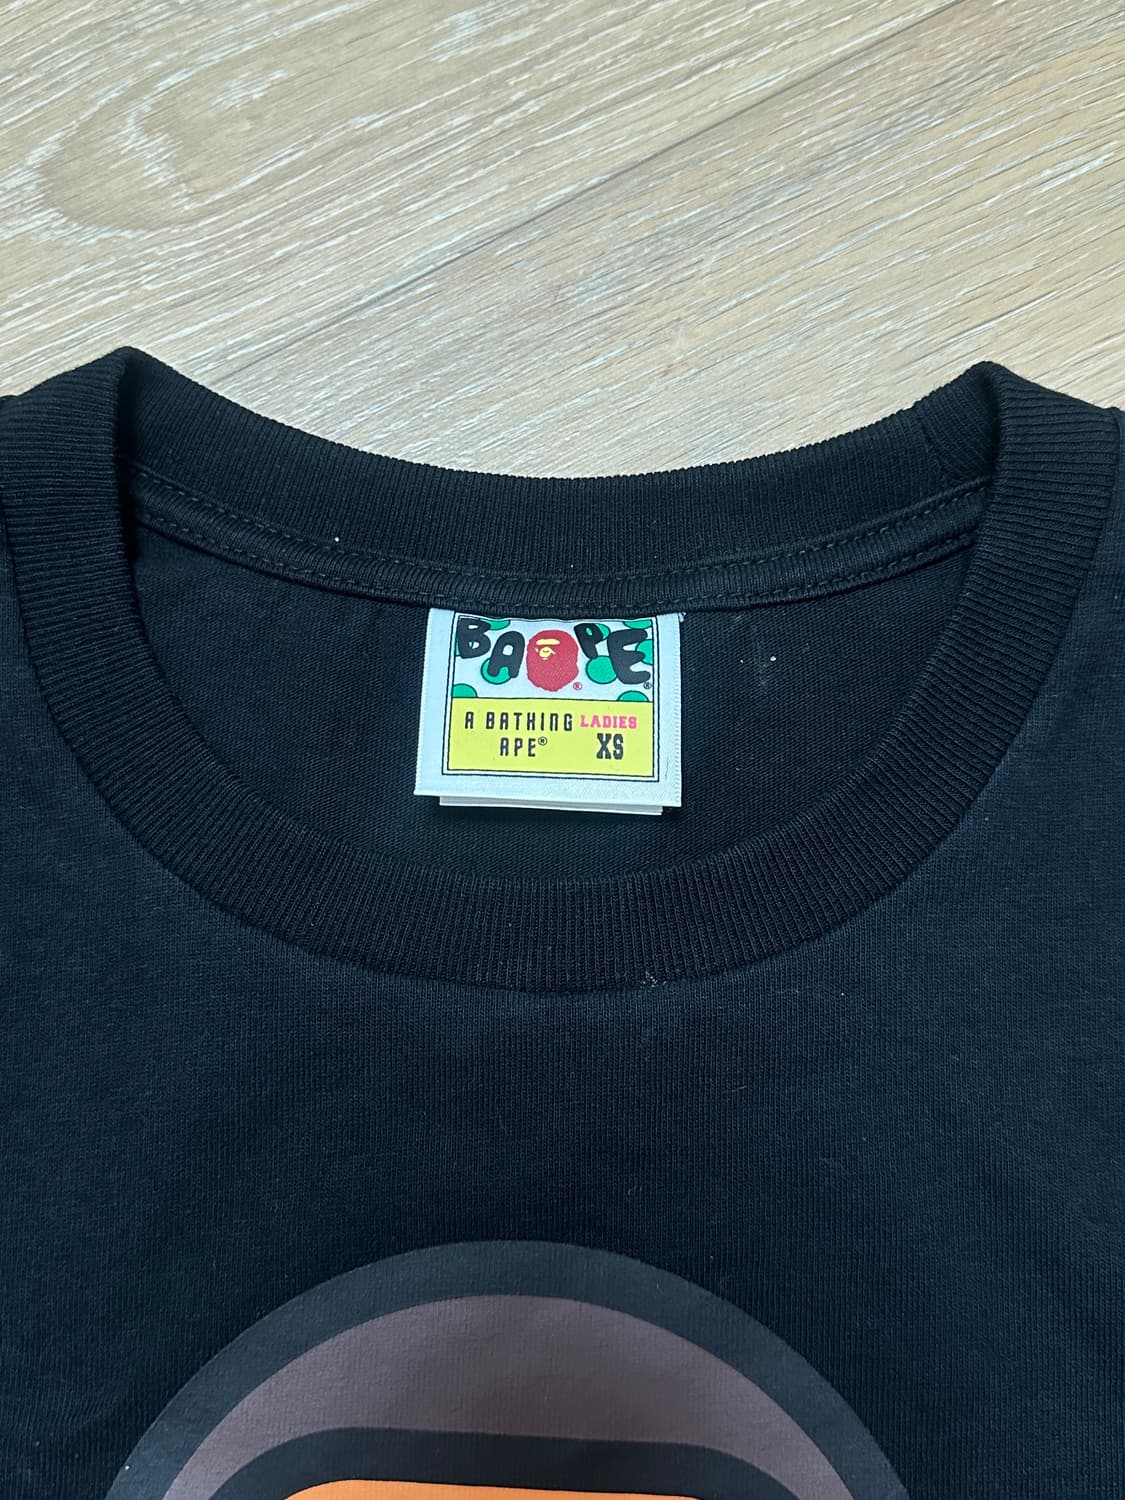 BAPE®
®
A BATHING LADIES
APE® XS